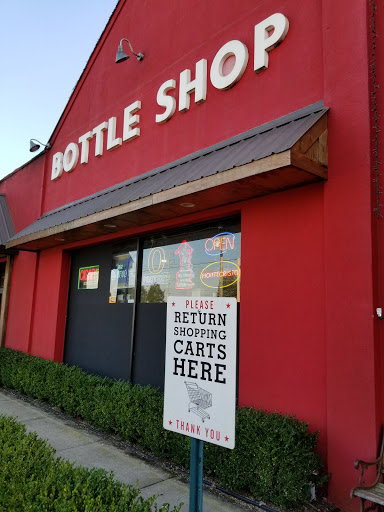 BOTTLE SHOP
OPEN
PLEASE
RETURN
SHOPPING
CARTS
HERE
THANK YOU